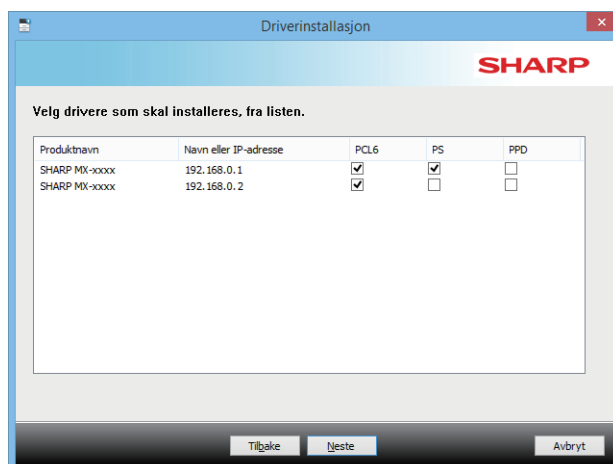 Driverinstallasjon
SHARP
Velg drivere som skal installeres, fra listen.
Produktnavn Navn eller IP-adresse PCL6 PS PPD
SHARP MX-xxxx 192.168.0.1
SHARP MX-xxxx 192.168.0.2
Tilbake Neste Avbryt